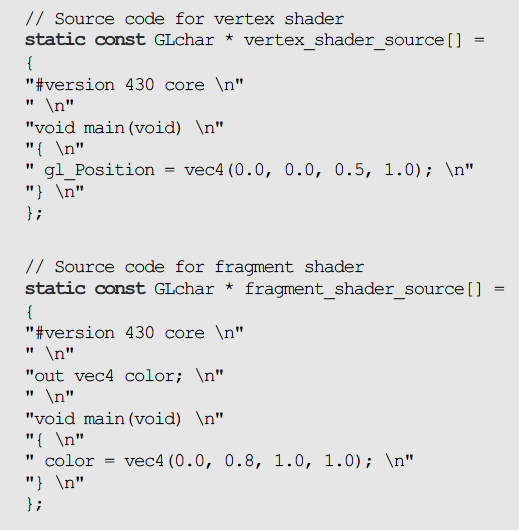 // Source code for vertex shader
static const GLchar * vertex_shader_source[] =
{
"#version 430 core \n"
" \n"
"void main(void) \n"
"{ \n"
" gl_Position = vec4(0.0, 0.0, 0.5, 1.0); \n"
"} \n"
};
// Source code for fragment shader
static const GLchar * fragment_shader_source[] =
{
"#version 430 core \n"
" \n"
"out vec4 color; \n"
" \n"
"void main(void) \n"
"{ \n"
" color = vec4(0.0, 0.8, 1.0, 1.0); \n"
"} \n"
};